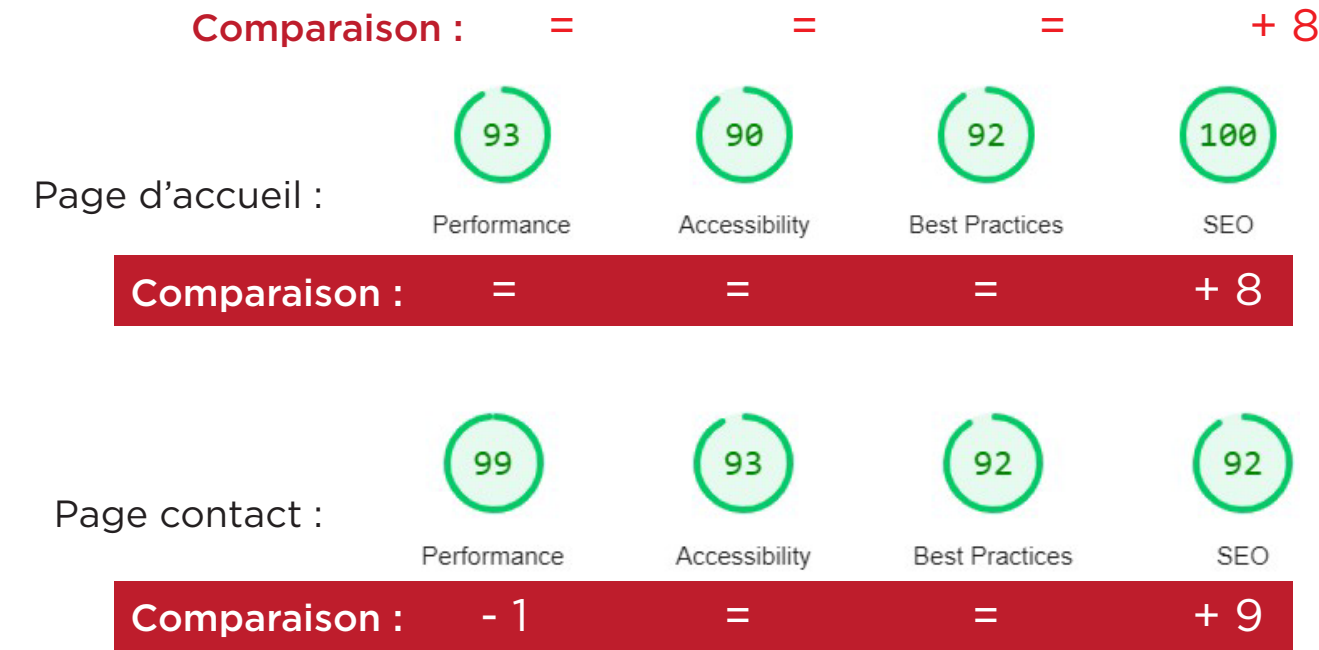 Comparaison : = = = + 8
93 90 92 100
Page d’accueil :
Performance Accessibility Best Practices SEO
Comparaison : = = = + 8
99 93 92 92
Page contact :
Performance Accessibility Best Practices SEO
Comparaison : - 1 = = + 9